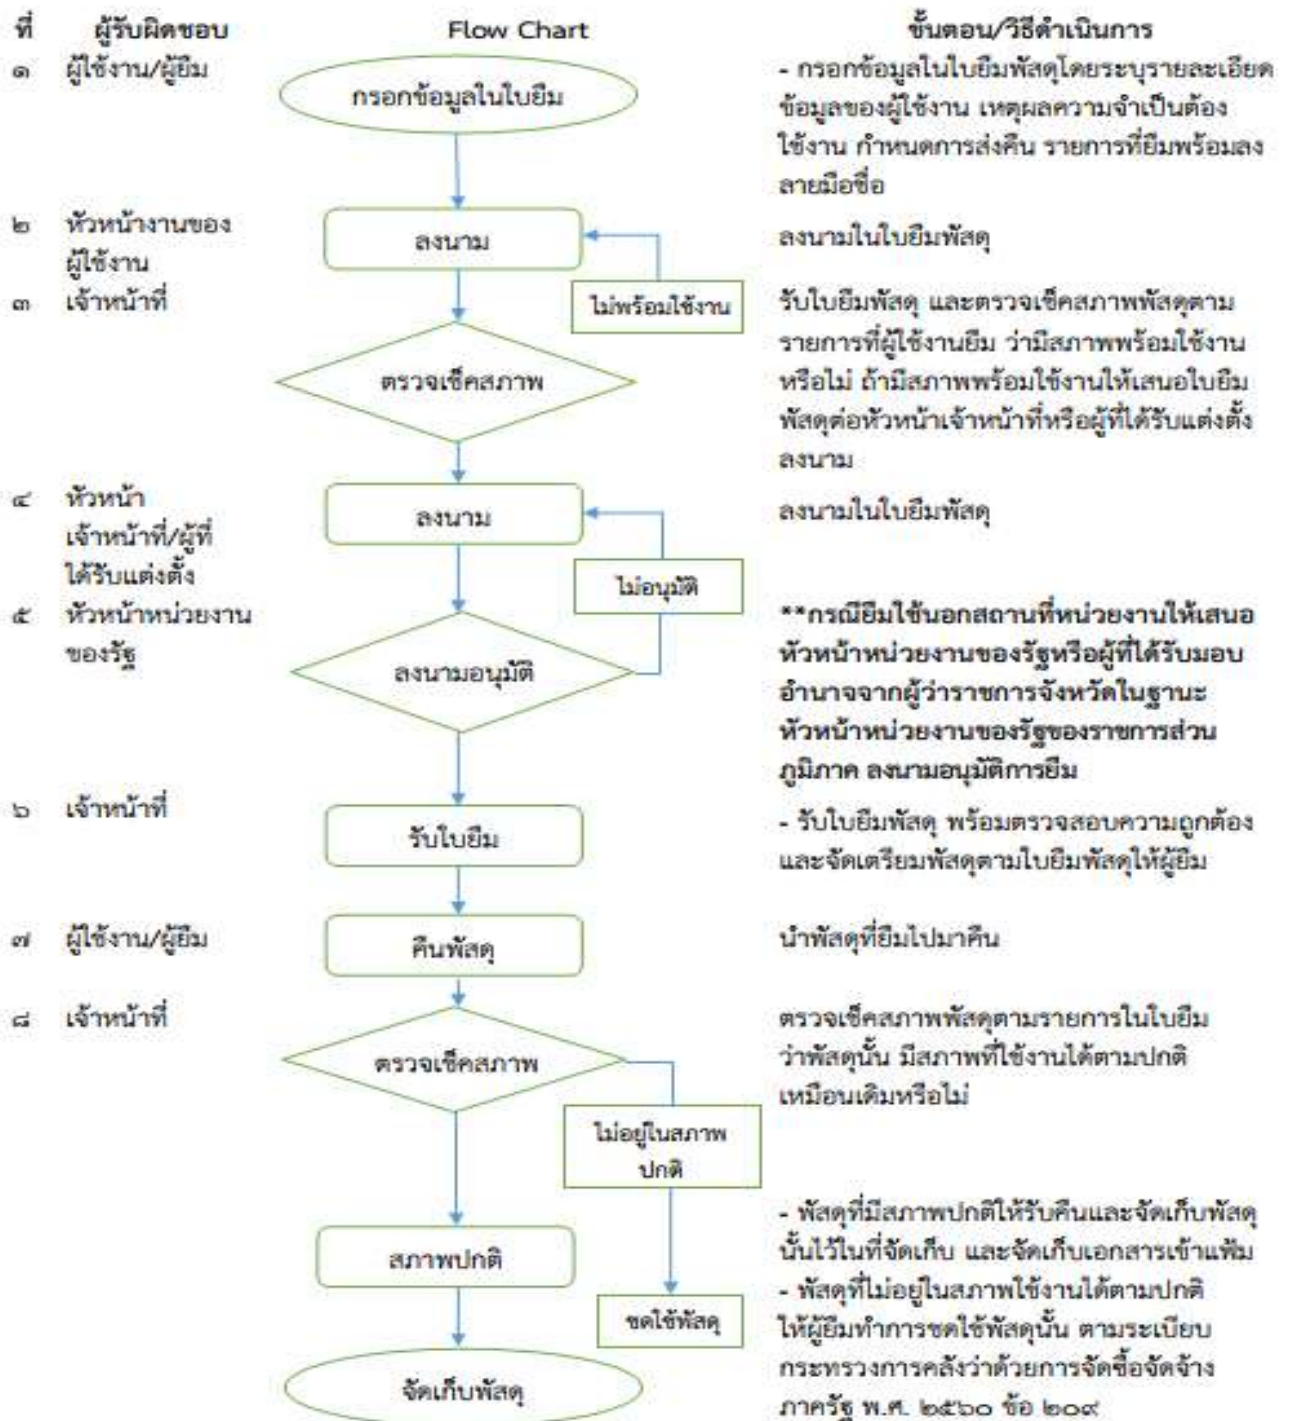 ที่ ผู้รับผิดชอบ Flow Chart ขั้นตอน/วิธีดำเนินการ
๑ ผู้ใช้งาน/ผู้ยืม
กรอกข้อมูลในใบยืม
- กรอกข้อมูลในใบยืมพัสดุโดยระบุรายละเอียด
ข้อมูลของผู้ใช้งาน เหตุผลความจำเป็นต้อง
ใช้งาน กำหนดการส่งคืน รายการที่ยืมพร้อมลง
ลายมือชื่อ
๒ หัวหน้างานของ
ผู้ใช้งาน
ลงนาม
ลงนามในใบยืมพัสดุ
๓ เจ้าหน้าที่
ไม่พร้อมใช้งาน
ตรวจเช็คสภาพ
รับใบยืมพัสดุ และตรวจเช็คสภาพพัสดุตาม
รายการที่ผู้ใช้งานยืม ว่ามีสภาพพร้อมใช้งาน
หรือไม่ ถ้ามีสภาพพร้อมใช้งานให้เสนอใบยืม
พัสดุต่อหัวหน้าเจ้าหน้าที่หรือผู้ที่ได้รับแต่งตั้ง
ลงนาม
๔ หัวหน้า
เจ้าหน้าที่/ผู้ที่
ได้รับแต่งตั้ง
ลงนาม
ลงนามในใบยืมพัสดุ
ไม่อนุมัติ
๕ หัวหน้าหน่วยงาน
ของรัฐ
ลงนามอนุมัติ
**กรณียืมใช้นอกสถานที่หน่วยงานให้เสนอ
หัวหน้าหน่วยงานของรัฐหรือผู้ที่ได้รับมอบ
อำนาจจากผู้ว่าราชการจังหวัดในฐานะ
หัวหน้าหน่วยงานของรัฐของราชการส่วน
ภูมิภาค ลงนามอนุมัติการยืม
๖ เจ้าหน้าที่
รับใบยืม
- รับใบยืมพัสดุ พร้อมตรวจสอบความถูกต้อง
และจัดเตรียมพัสดุตามใบยืมพัสดุให้ผู้ยืม
๗ ผู้ใช้งาน/ผู้ยืม
คืนพัสดุ
นำพัสดุที่ยืมไปมาคืน
๘ เจ้าหน้าที่
ตรวจเช็คสภาพ
ตรวจเช็คสภาพพัสดุตามรายการในใบยืม
ว่าพัสดุนั้น มีสภาพที่ใช้งานได้ตามปกติ
เหมือนเดิมหรือไม่
ไม่อยู่ในสภาพ
ปกติ
สภาพปกติ
- พัสดุที่มีสภาพปกติให้รับคืนและจัดเก็บพัสดุ
นั้นไว้ในที่จัดเก็บ และจัดเก็บเอกสารเข้าแฟ้ม
ชดใช้พัสดุ
- พัสดุที่ไม่อยู่ในสภาพใช้งานได้ตามปกติ
ให้ผู้ยืมทำการชดใช้พัสดุนั้น ตามระเบียบ
กระทรวงการคลังว่าด้วยการจัดซื้อจัดจ้าง
ภาครัฐ พ.ศ. ๒๕๖๐ ข้อ ๒๐๙
จัดเก็บพัสดุ